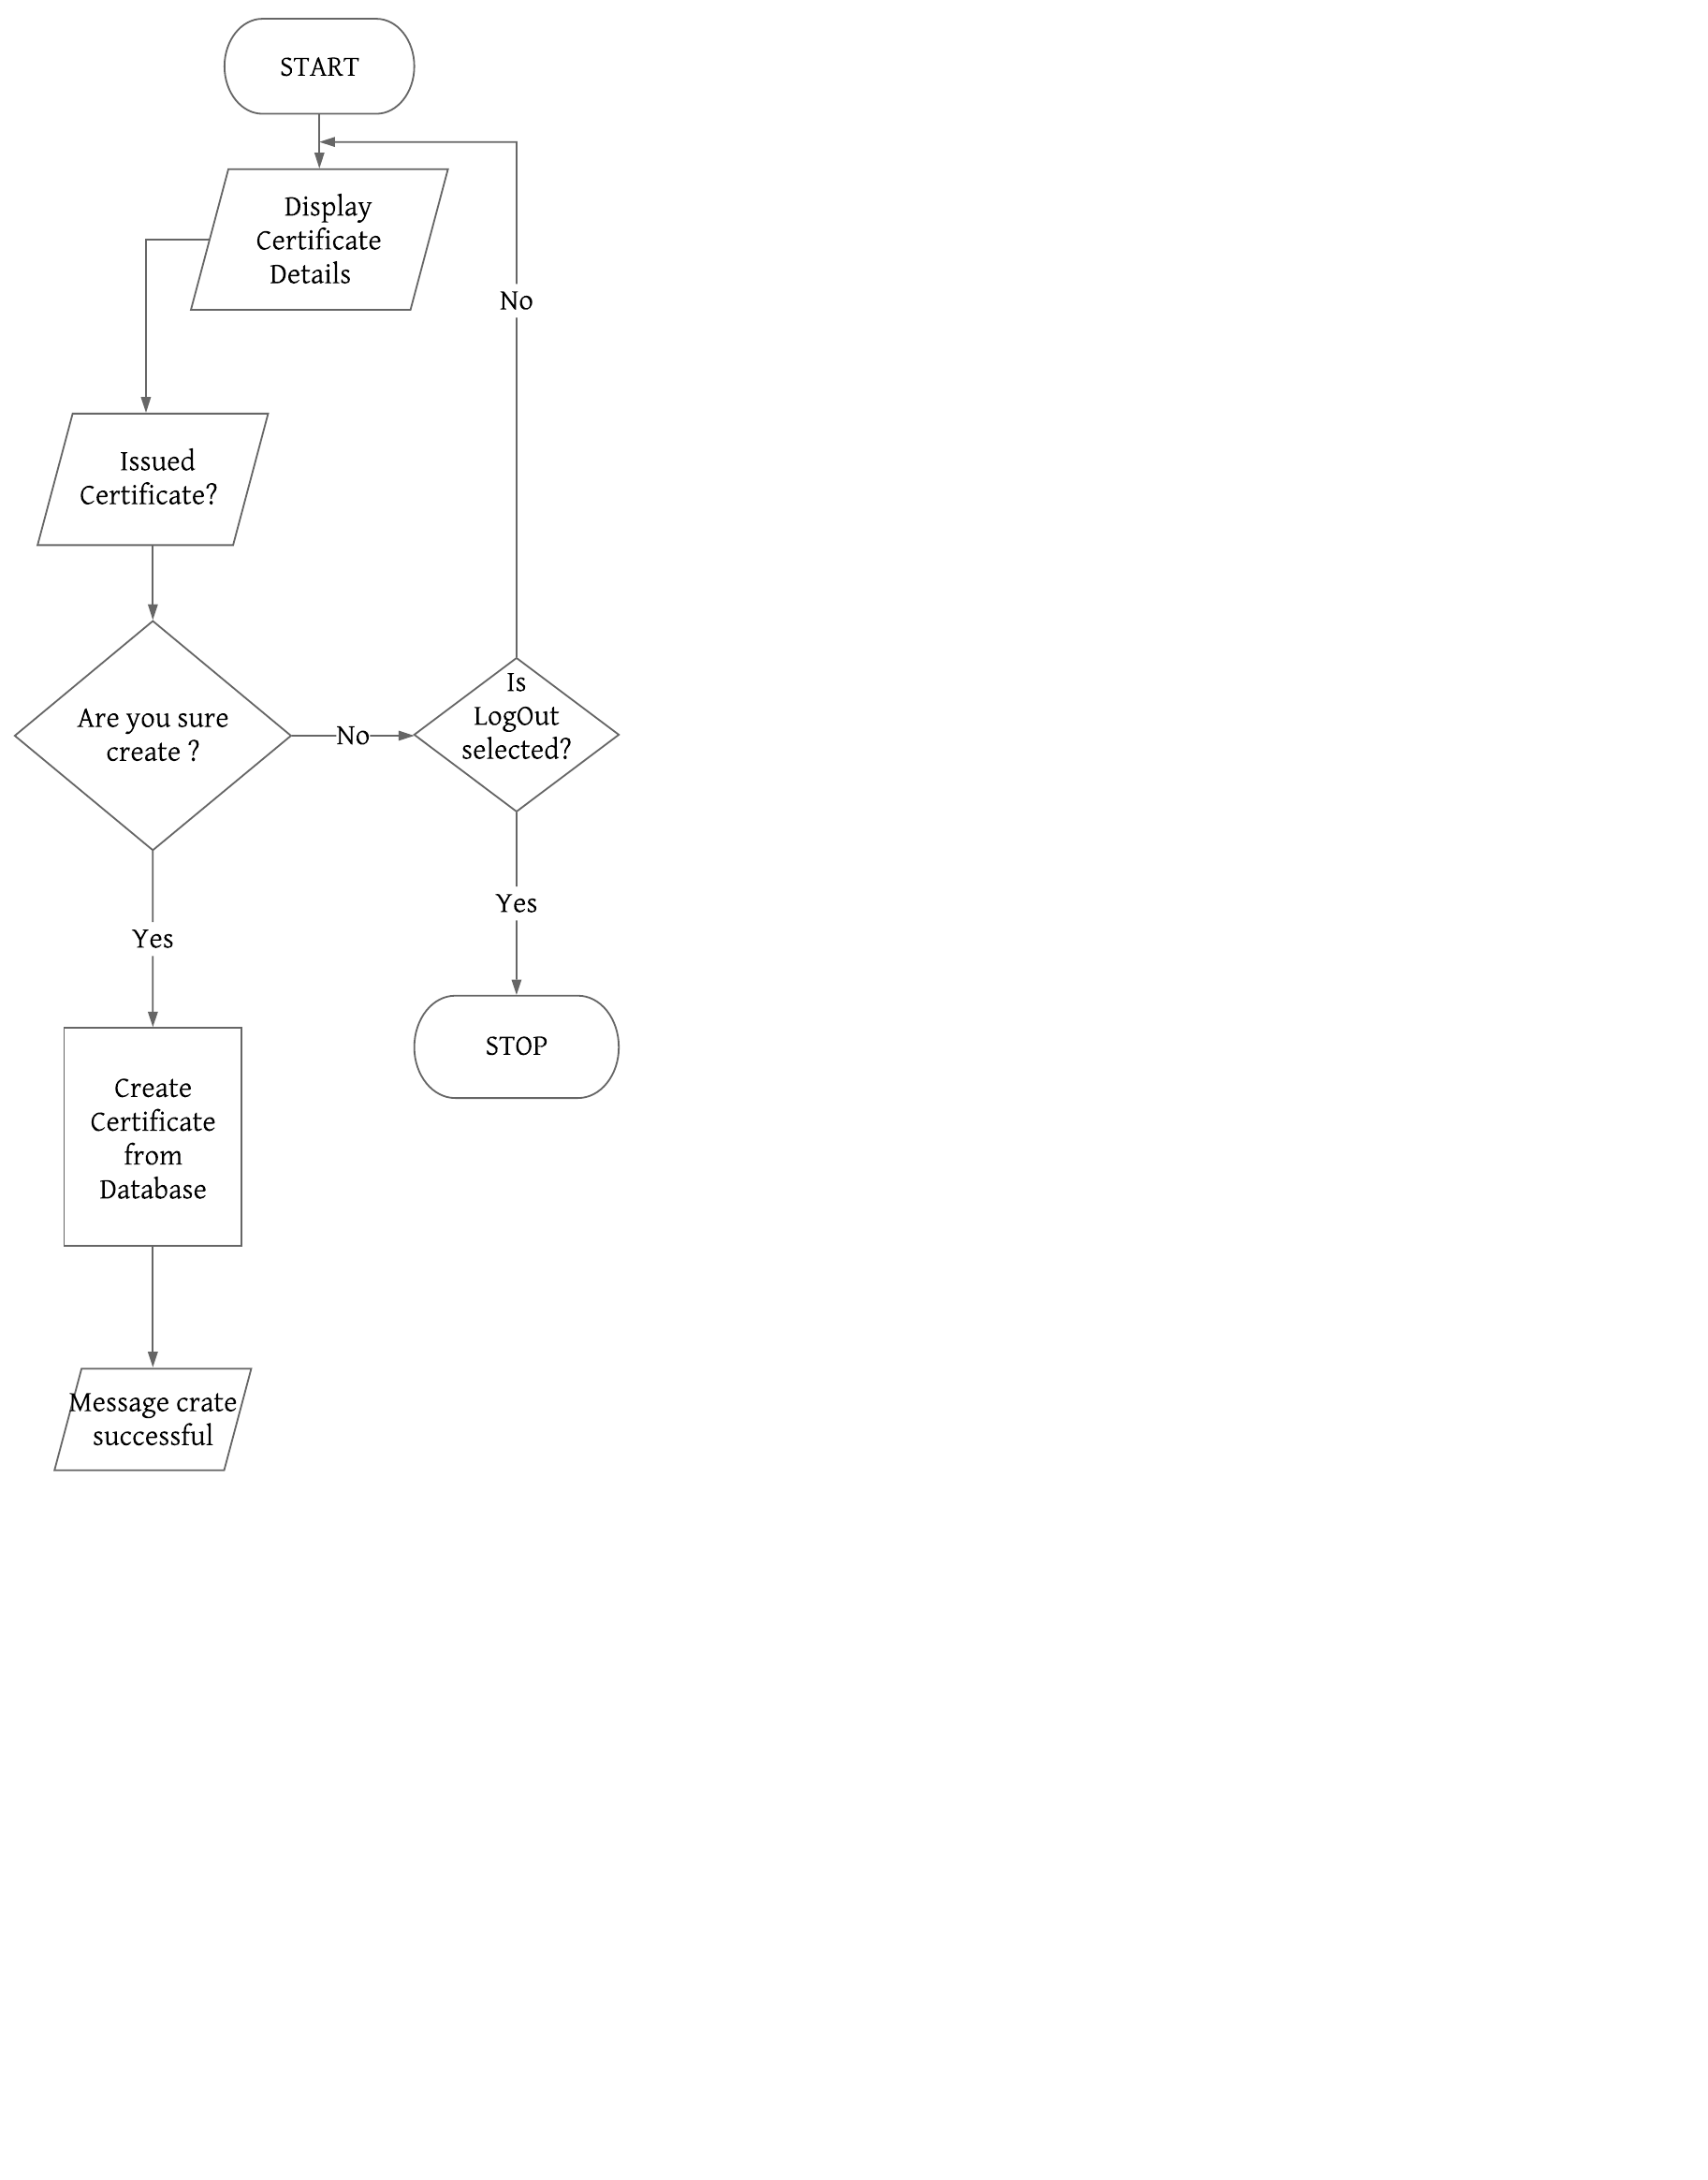 START
Display
Certificate
Details
No
Issued
Certificate?
Are you sure
create ?
No
Is
LogOut
selected?
Yes
Yes
STOP
Create
Certificate
from
Database
Message crate
successful